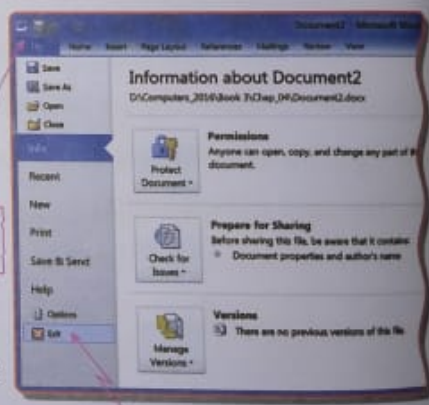 Document2 - Microsoft Word
File Home Insert Page Layout References Mailings Review View
Save
Save As
Open
Close
Info
Recent
New
Print
Save & Send
Help
Options
Exit
Information about Document2
D:\Computers_2016\Book 3\Chap_04\Document2.docx
Protect
Document
Permissions
Anyone can open, copy, and change any part of
document.
Check for
Issues
Prepare for Sharing
Before sharing this file, be aware that it contains:
Document properties and author's name
Manage
Versions
Versions
There are no previous versions of this file